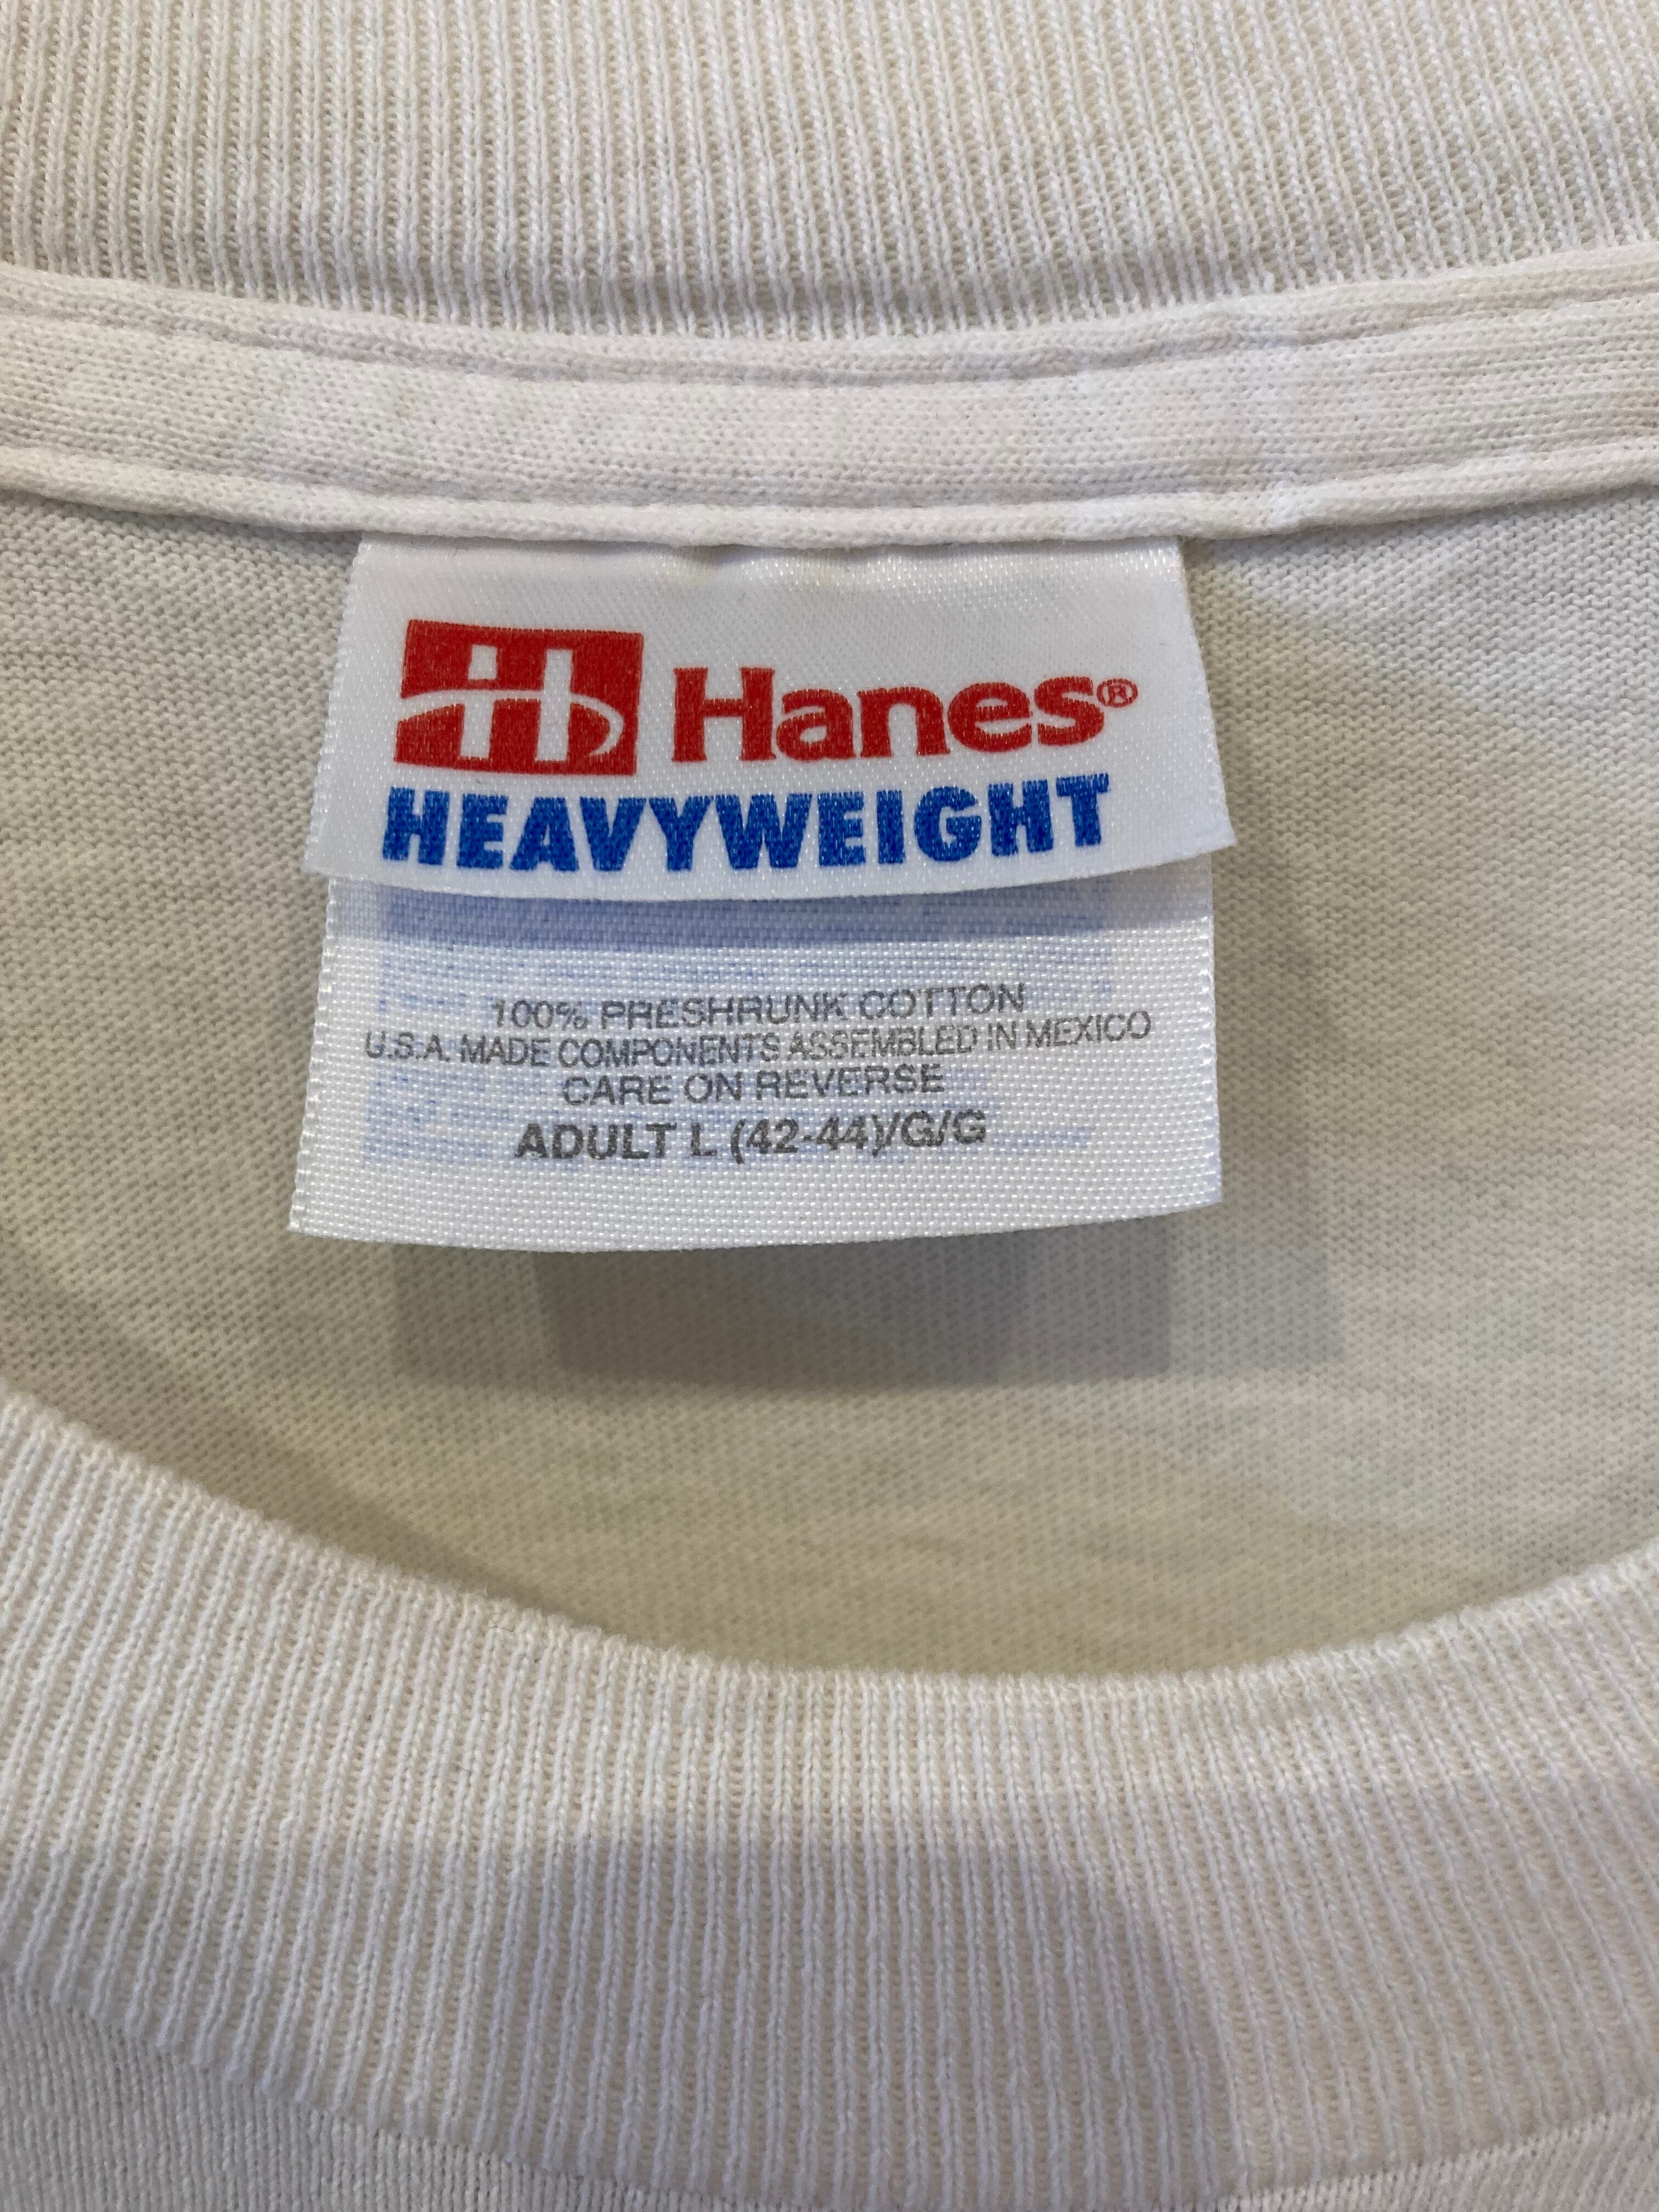 Hanes®
HEAVYWEIGHT
100% PRESHRUNK COTTON
U.S.A. MADE COMPONENTS ASSEMBLED IN MEXICO
CARE ON REVERSE
ADULT L (42-44)/G/G